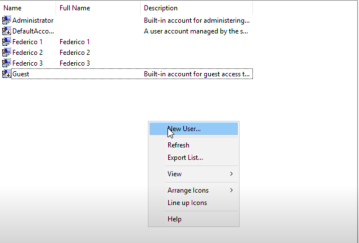 Name Full Name Description
Administrator Built-in account for administering...
DefaultAcco... A user account managed by the s...
Federico 1 Federico 1
Federico 2 Federico 2
Federico 3 Federico 3
Guest Built-in account for guest access t...
New User...
Refresh
Export List...
View
Arrange Icons
Line up Icons
Help